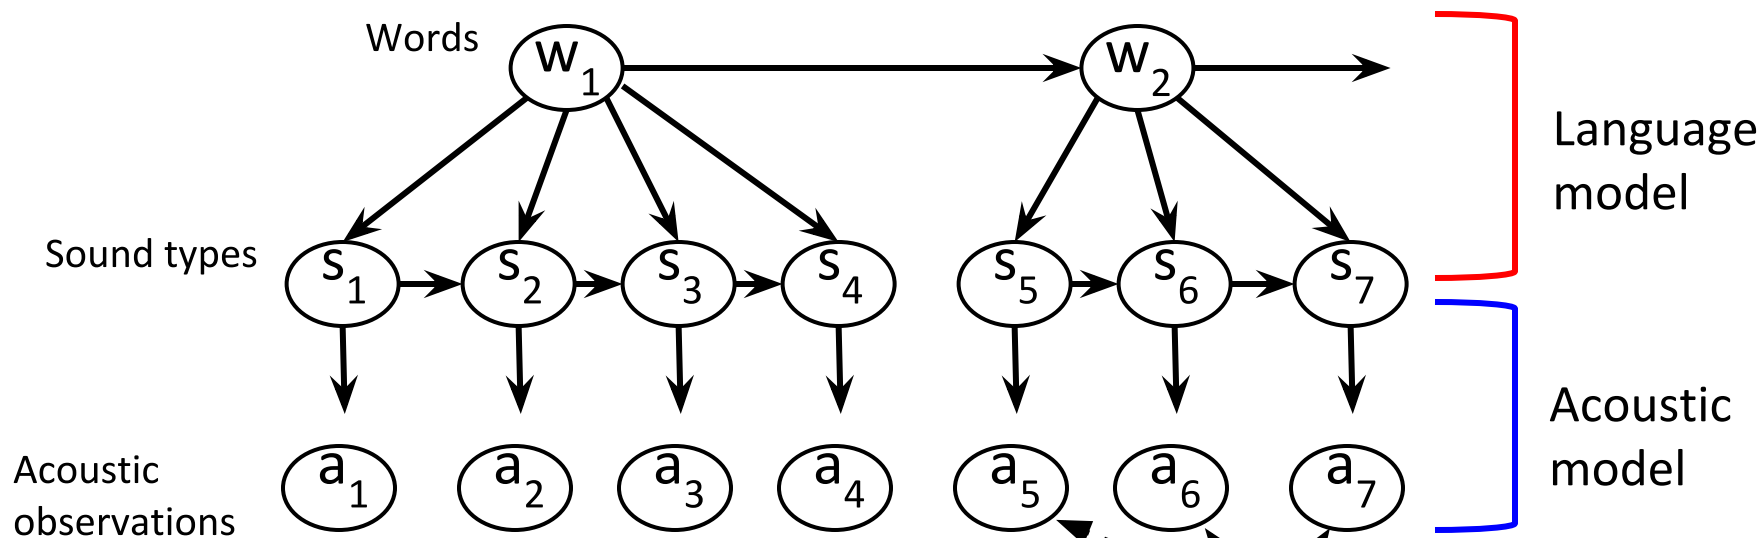 Words
w1
w2
Language
model
Sound types
s1
s2
s3
s4
s5
s6
s7
Acoustic
model
Acoustic
observations
a1
a2
a3
a4
a5
a6
a7